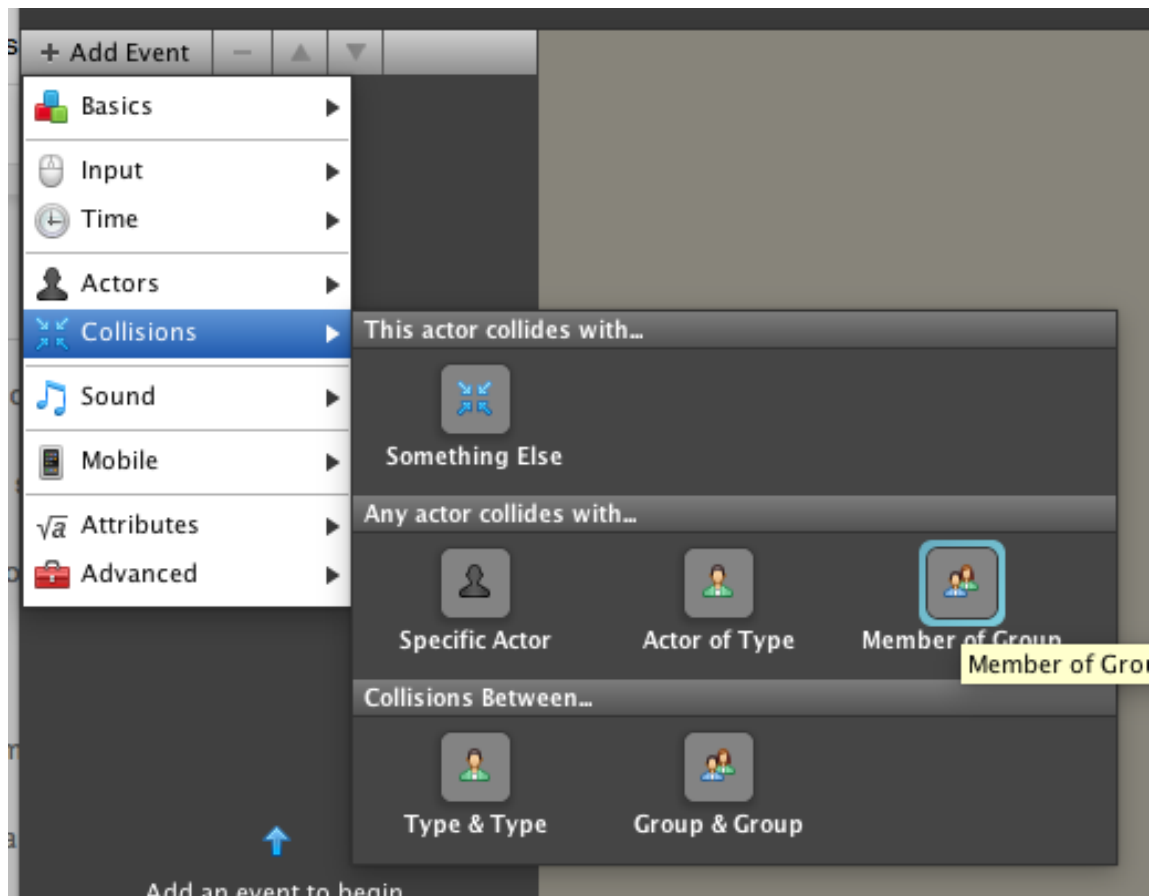 + Add Event
Basics
Input
Time
Actors
Collisions
Sound
Mobile
√a Attributes
Advanced
This actor collides with...
Something Else
Any actor collides with...
Specific Actor
Actor of Type
Member of Group
Member of Grou
Collisions Between...
Type & Type
Group & Group
Add an event to begin